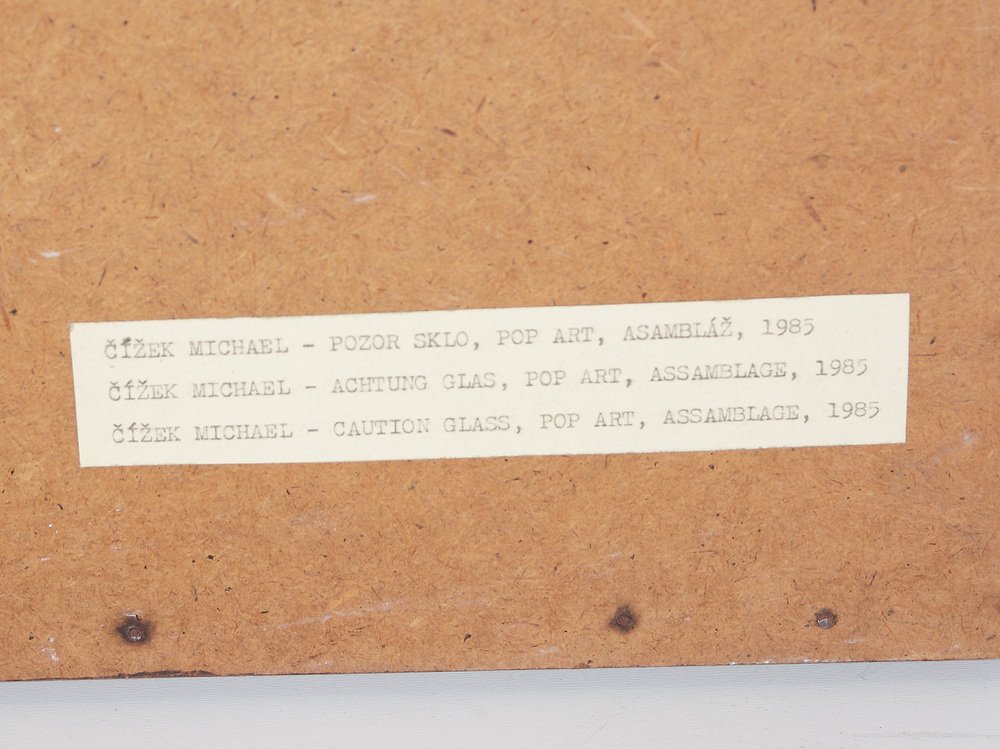 ČÍŽEK MICHAEL - POZOR SKLO, POP ART, ASAMBLÁŽ, 1985
ČÍŽEK MICHAEL - ACHTUNG GLAS, POP ART, ASSAMBLAGE, 1985
ČÍŽEK MICHAEL - CAUTION GLASS, POP ART, ASSAMBLAGE, 1985